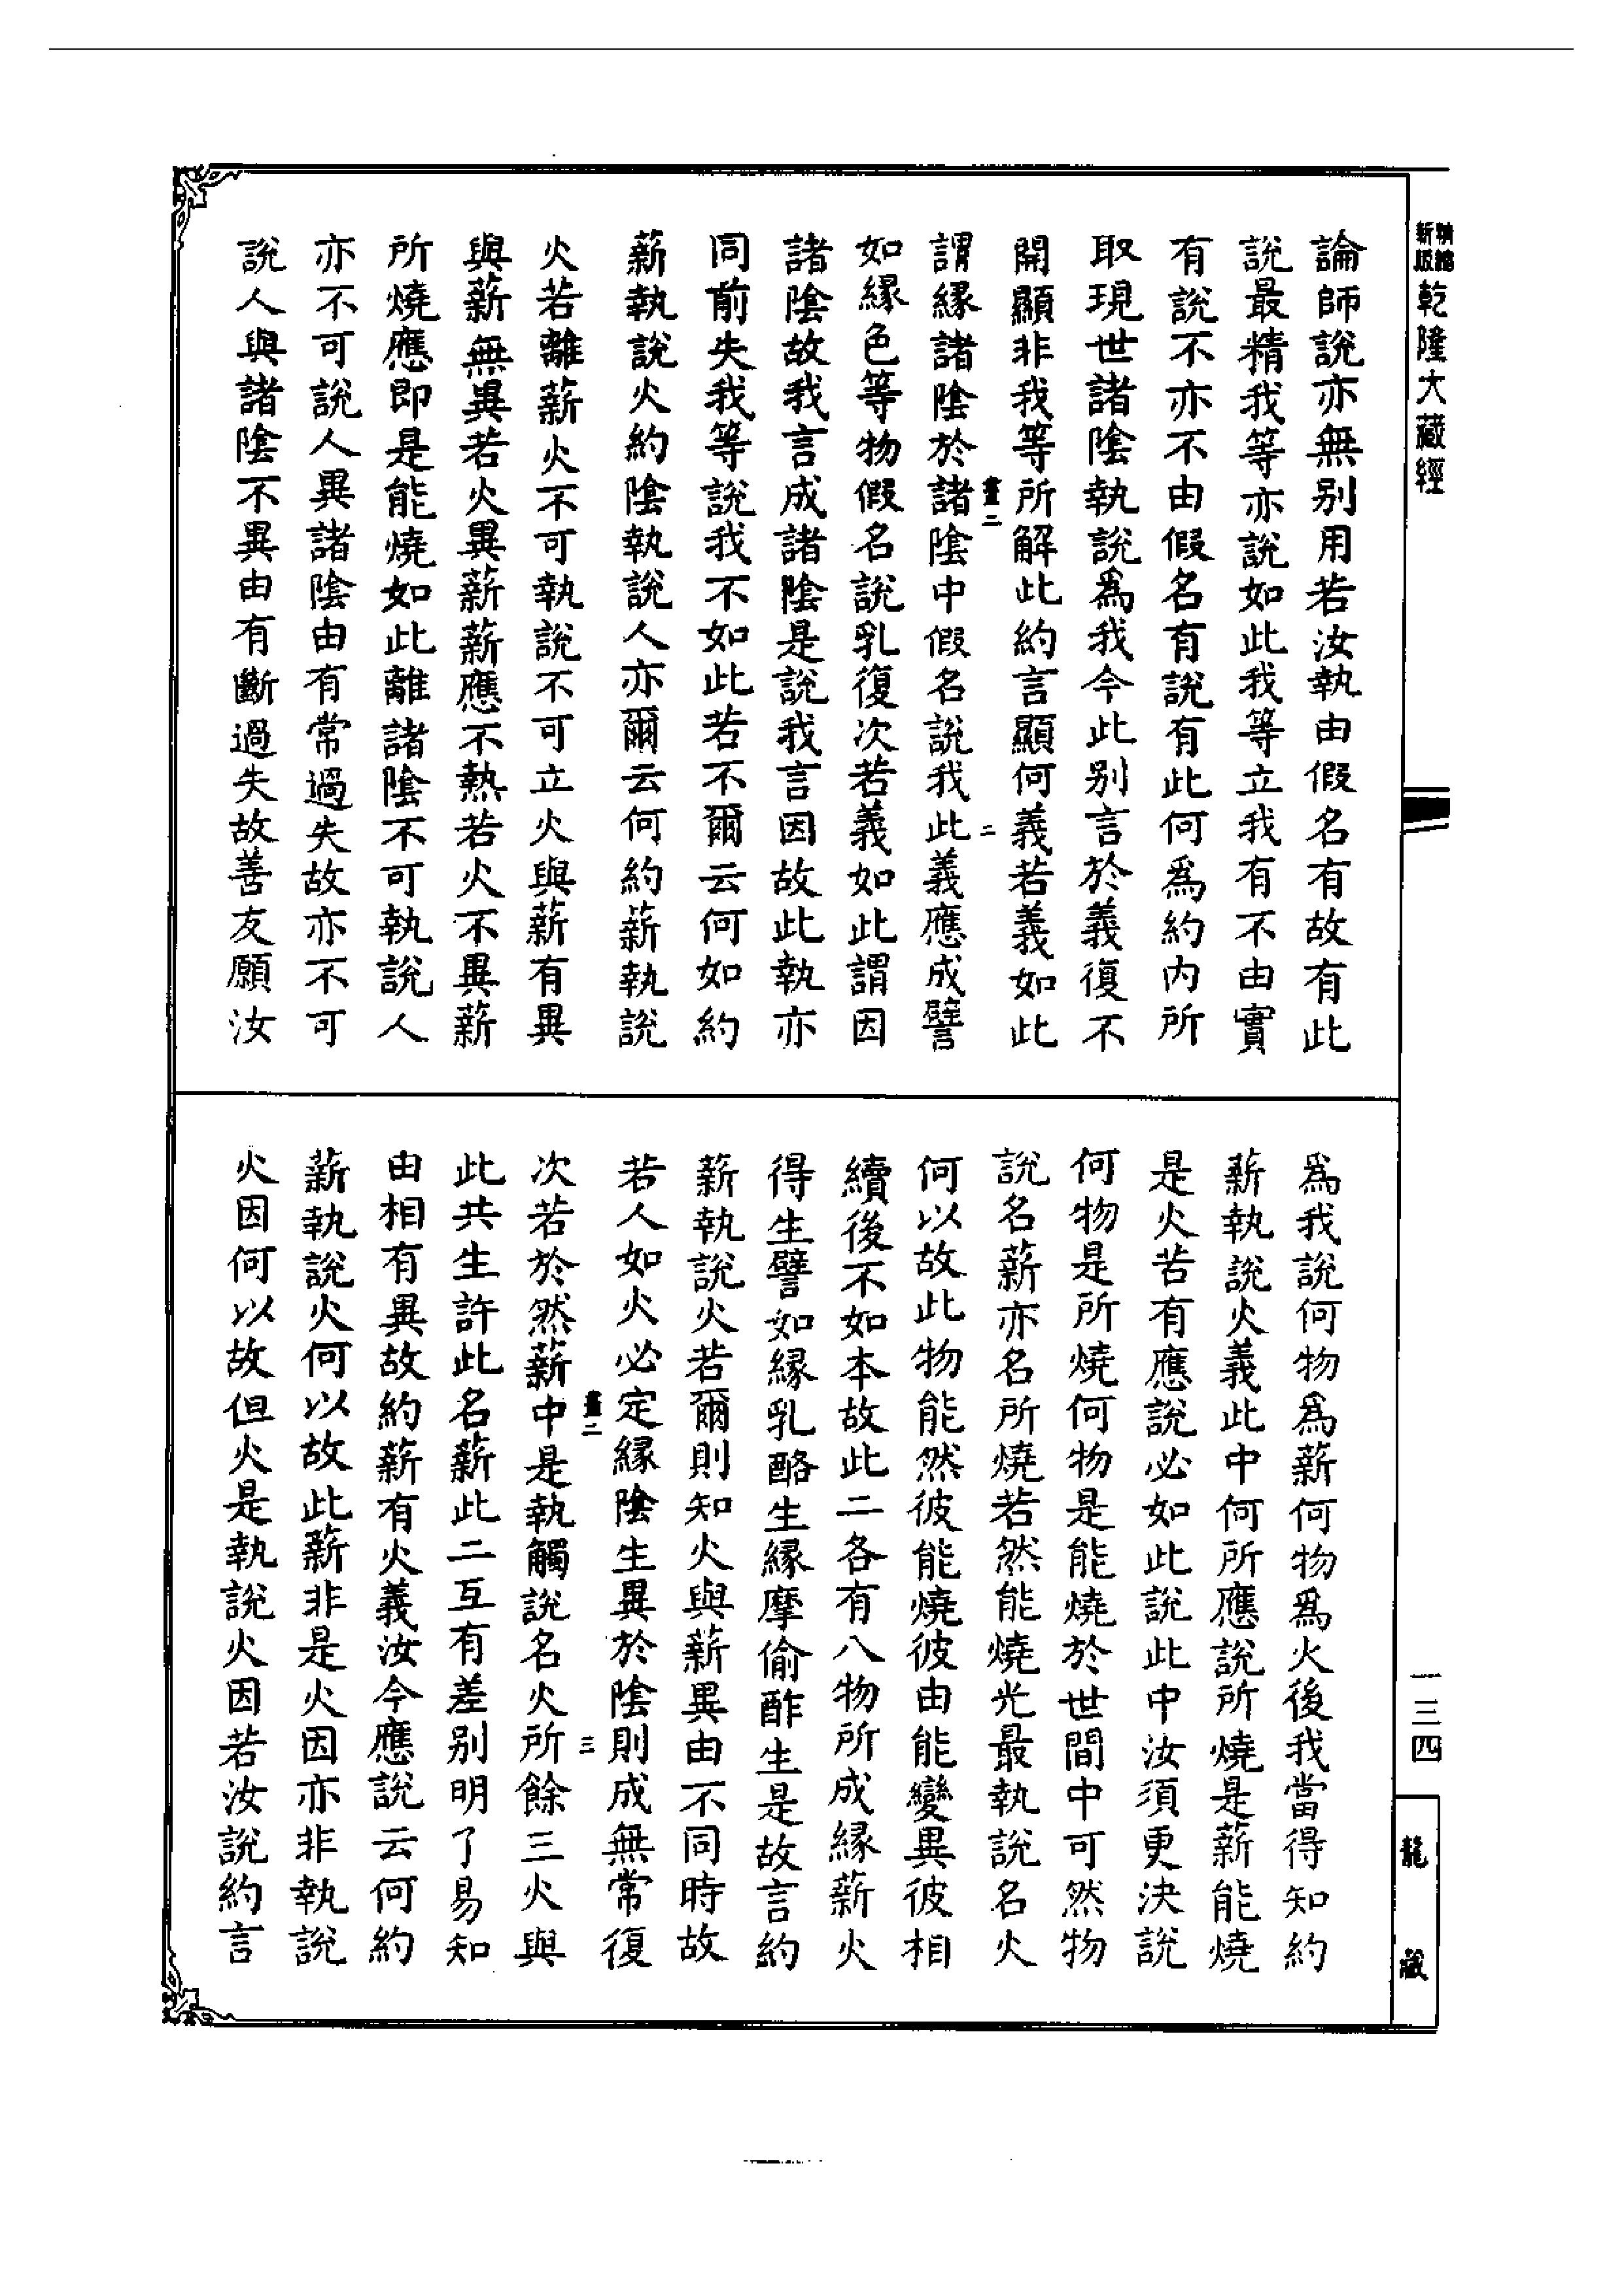 精縮新版乾隆大藏經
論師說亦無别用若汝執由假名有故有此
說最精我等亦說如此我等立我有不由實
有說不亦不由假名有說有此何爲約内所
取現世諸陰執說爲我今此别言於義復不
開顯非我等所解此約言顯何義若義如此
畫二
二
謂緣諸陰於諸陰中假名說我此義應成譬
如緣色等物假名說乳復次若義如此謂因
諸陰故我言成諸陰是說我言因故此執亦
同前失我等說我不如此若不爾云何如約
薪執說火約陰執說人亦爾云何約薪執說
火若離薪火不可執說不可立火與薪有異
與薪無異若火異薪薪應不熱若火不異薪
所燒應即是能燒如此離諸陰不可執說人
亦不可說人異諸陰由有常過失故亦不可
說人與諸陰不異由有斷過失故善友願汝
爲我說何物爲薪何物爲火後我當得知約
薪執說火義此中何所應說所燒是薪能燒
是火若有應說必如此說此中汝須更決說
何物是所燒何物是能燒於世間中可然物
說名薪亦名所燒若然能燒光最執說名火
何以故此物能然彼能燒彼由能變異彼相
續後不如本故此二各有八物所成緣薪火
得生譬如緣乳酪生緣摩偷酢生是故言約
薪執說火若爾則知火與薪異由不同時故
若人如火必定緣陰生異於陰則成無常復
畫二
三
次若於然薪中是執觸說名火所餘三火與
此共生許此名薪此二互有差别明了易知
由相有異故約薪有火義汝今應說云何約
薪執說火何以故此薪非是火因亦非執說
火因何以故但火是執說火因若汝說約言
一三四
龍藏